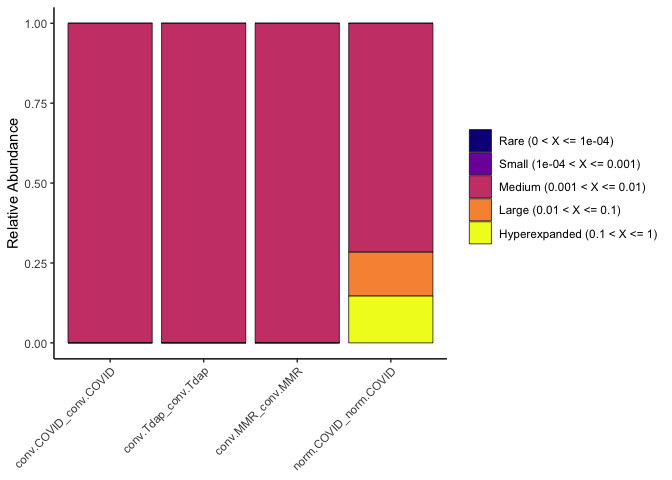 Relative Abundance
1.00
0.75
0.50
0.25
0.00
conv.COVID_conv.COVID
conv.Tdap_conv.Tdap
conv.MMR_conv.MMR
norm.COVID_norm.COVID
Rare (0 < X <= 1e-04)
Small (1e-04 < X <= 0.001)
Medium (0.001 < X <= 0.01)
Large (0.01 < X <= 0.1)
Hyperexpanded (0.1 < X <= 1)